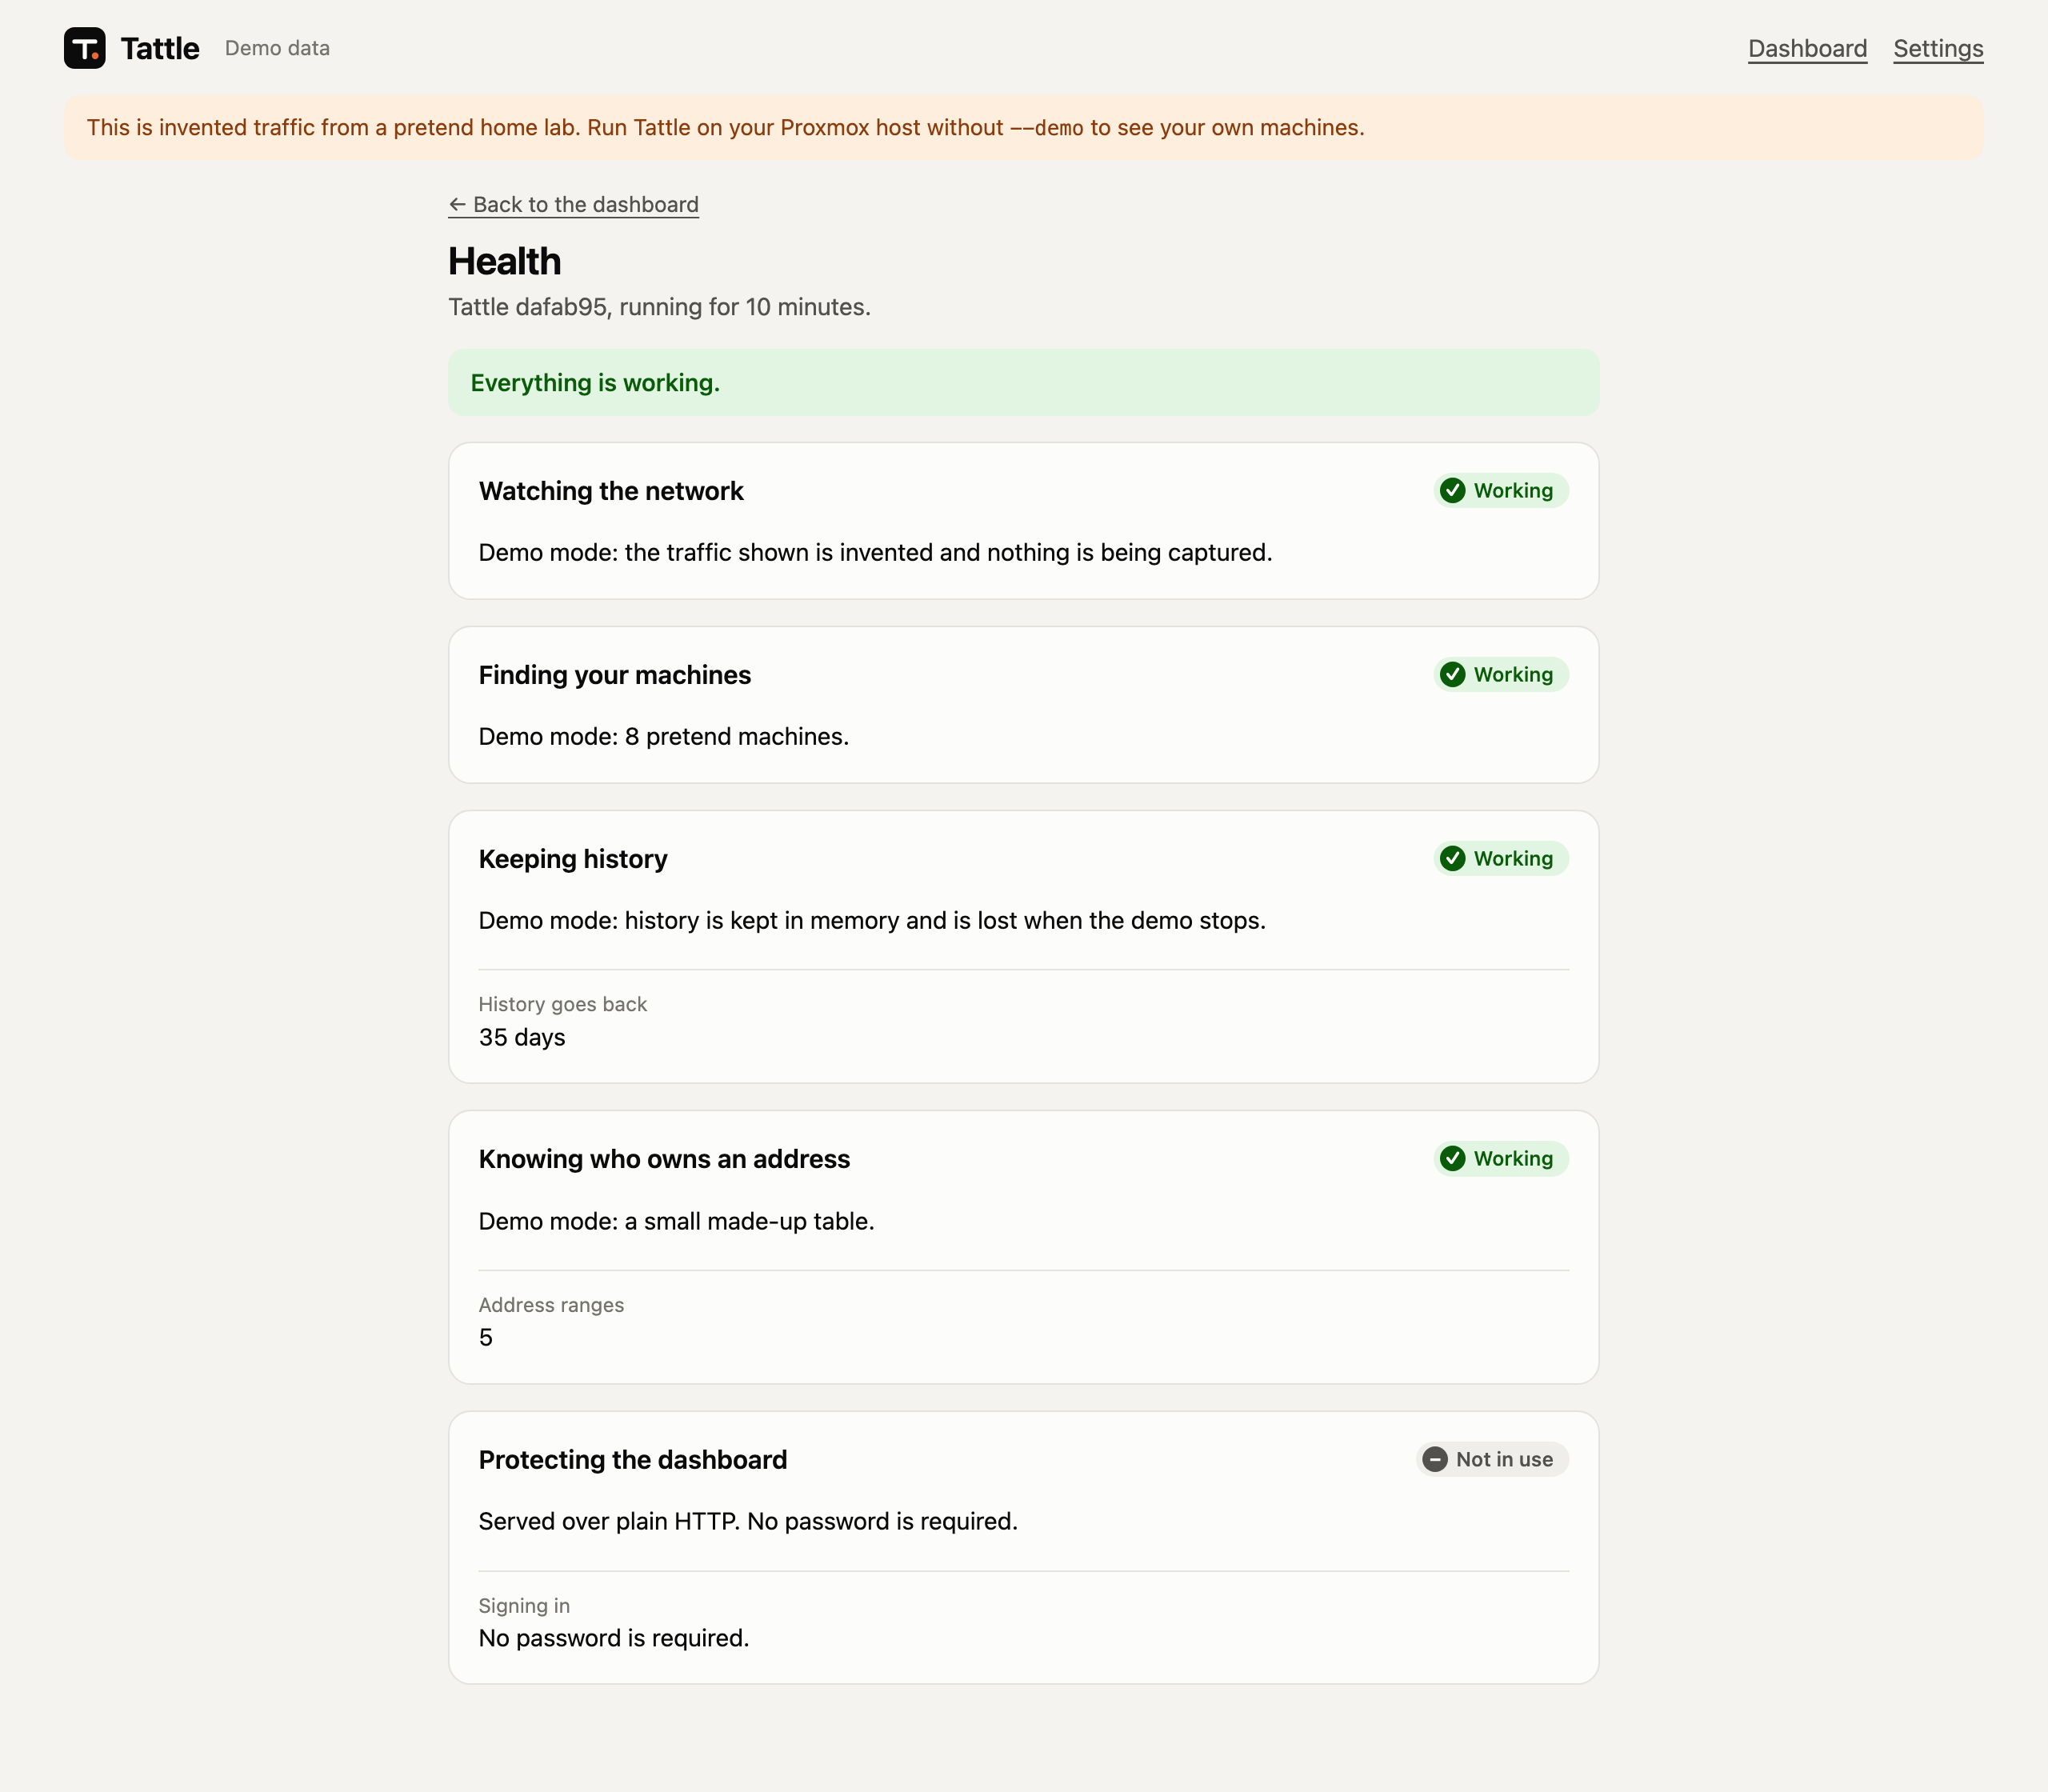 Tattle Demo data Dashboard Settings
This is invented traffic from a pretend home lab. Run Tattle on your Proxmox host without --demo to see your own machines.
← Back to the dashboard
Health
Tattle dafab95, running for 10 minutes.
Everything is working.
Watching the network Working
Demo mode: the traffic shown is invented and nothing is being captured.
Finding your machines Working
Demo mode: 8 pretend machines.
Keeping history Working
Demo mode: history is kept in memory and is lost when the demo stops.
History goes back
35 days
Knowing who owns an address Working
Demo mode: a small made-up table.
Address ranges
5
Protecting the dashboard Not in use
Served over plain HTTP. No password is required.
Signing in
No password is required.